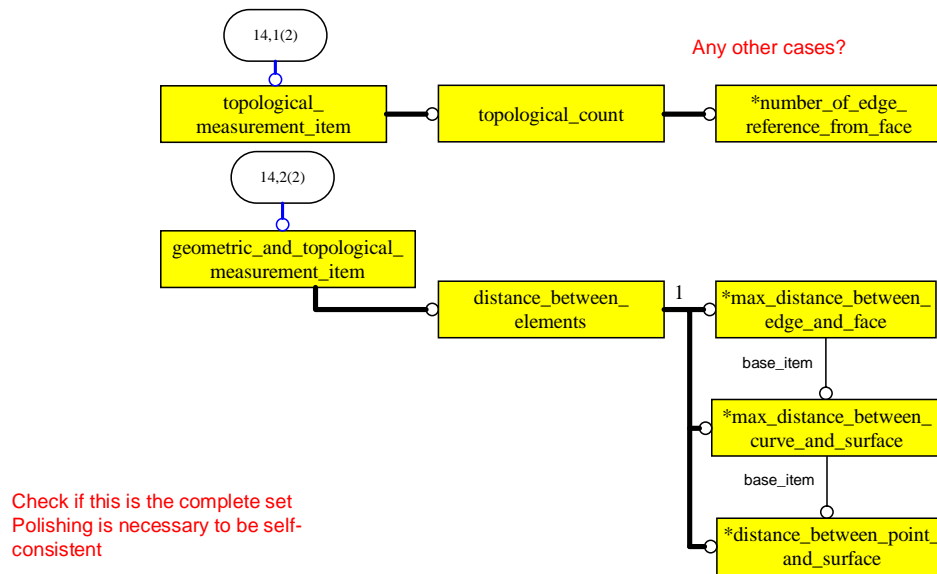 14,1(2)
Any other cases?
topological_
measurement_item
topological_count
*number_of_edge_
reference_from_face
14,2(2)
geometric_and_topological_
measurement_item
distance_between_
elements
1
*max_distance_between_
edge_and_face
base_item
*max_distance_between_
curve_and_surface
base_item
Check if this is the complete set
Polishing is necessary to be self-
consistent
*distance_between_point_
and_surface